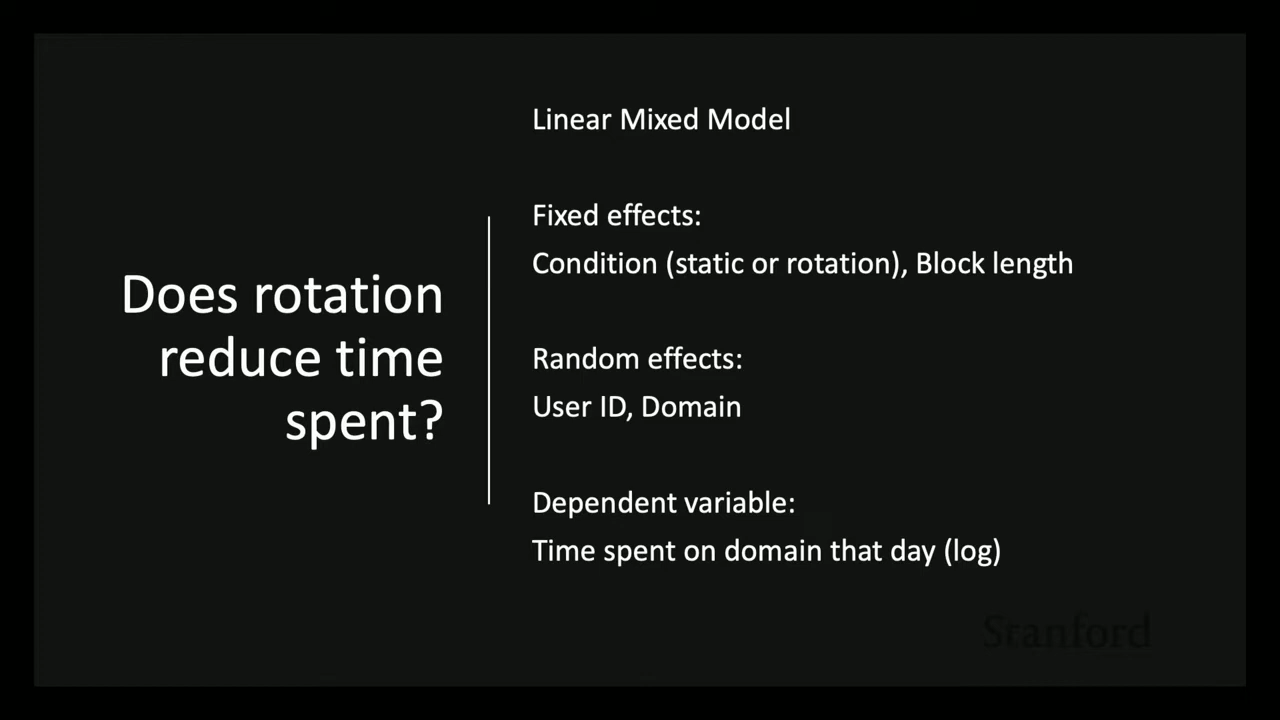 Does rotation
reduce time
spent?
Linear Mixed Model
Fixed effects:
Condition (static or rotation), Block length
Random effects:
User ID, Domain
Dependent variable:
Time spent on domain that day (log)
Stanford